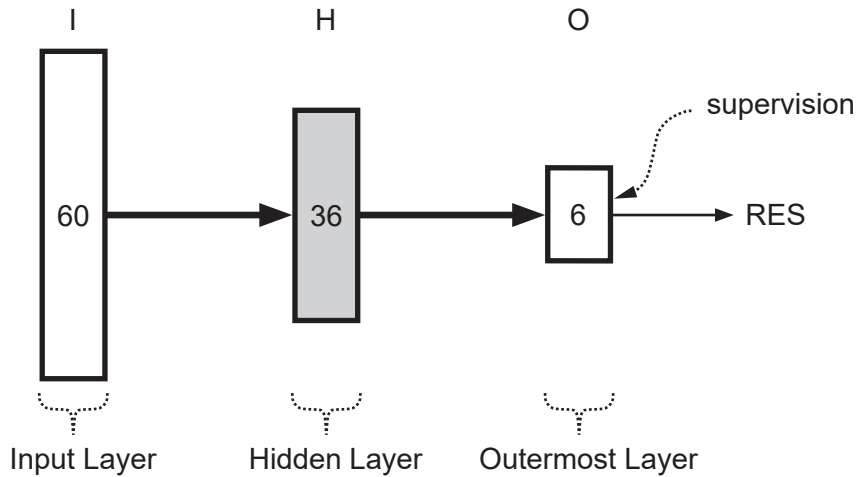 I
H
O
supervision
60
36
6
RES
Input Layer
Hidden Layer
Outermost Layer